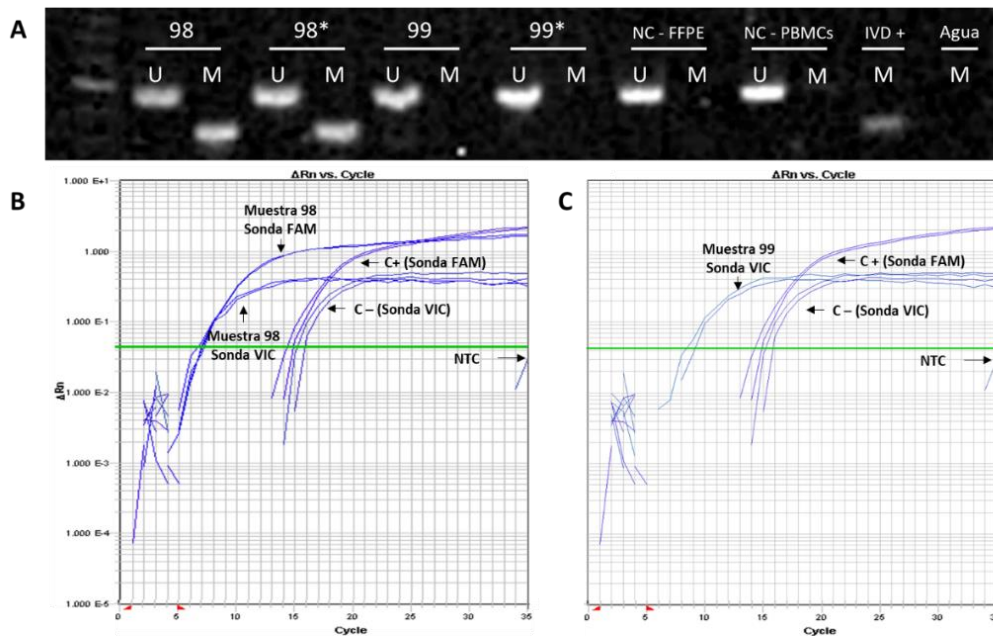 A
98 98* 99 99* NC - FFPE NC - PBMCs IVD + Agua
U M U M U M U M U M U M M M
B
ΔRn vs. Cycle
1.000 E+1
1.000
1.000 E-1
1.000 E-2
1.000 E-3
1.000 E-4
1.000 E-5
ΔRn
Muestra 98
Sonda FAM
C+ (Sonda FAM)
C – (Sonda VIC)
Muestra 98
Sonda VIC
NTC
0 5 10 15 20 25 30 35
Cycle
C
ΔRn vs. Cycle
Muestra 99
Sonda VIC
C + (Sonda FAM)
C – (Sonda VIC)
NTC
0 5 10 15 20 25 30 35
Cycle